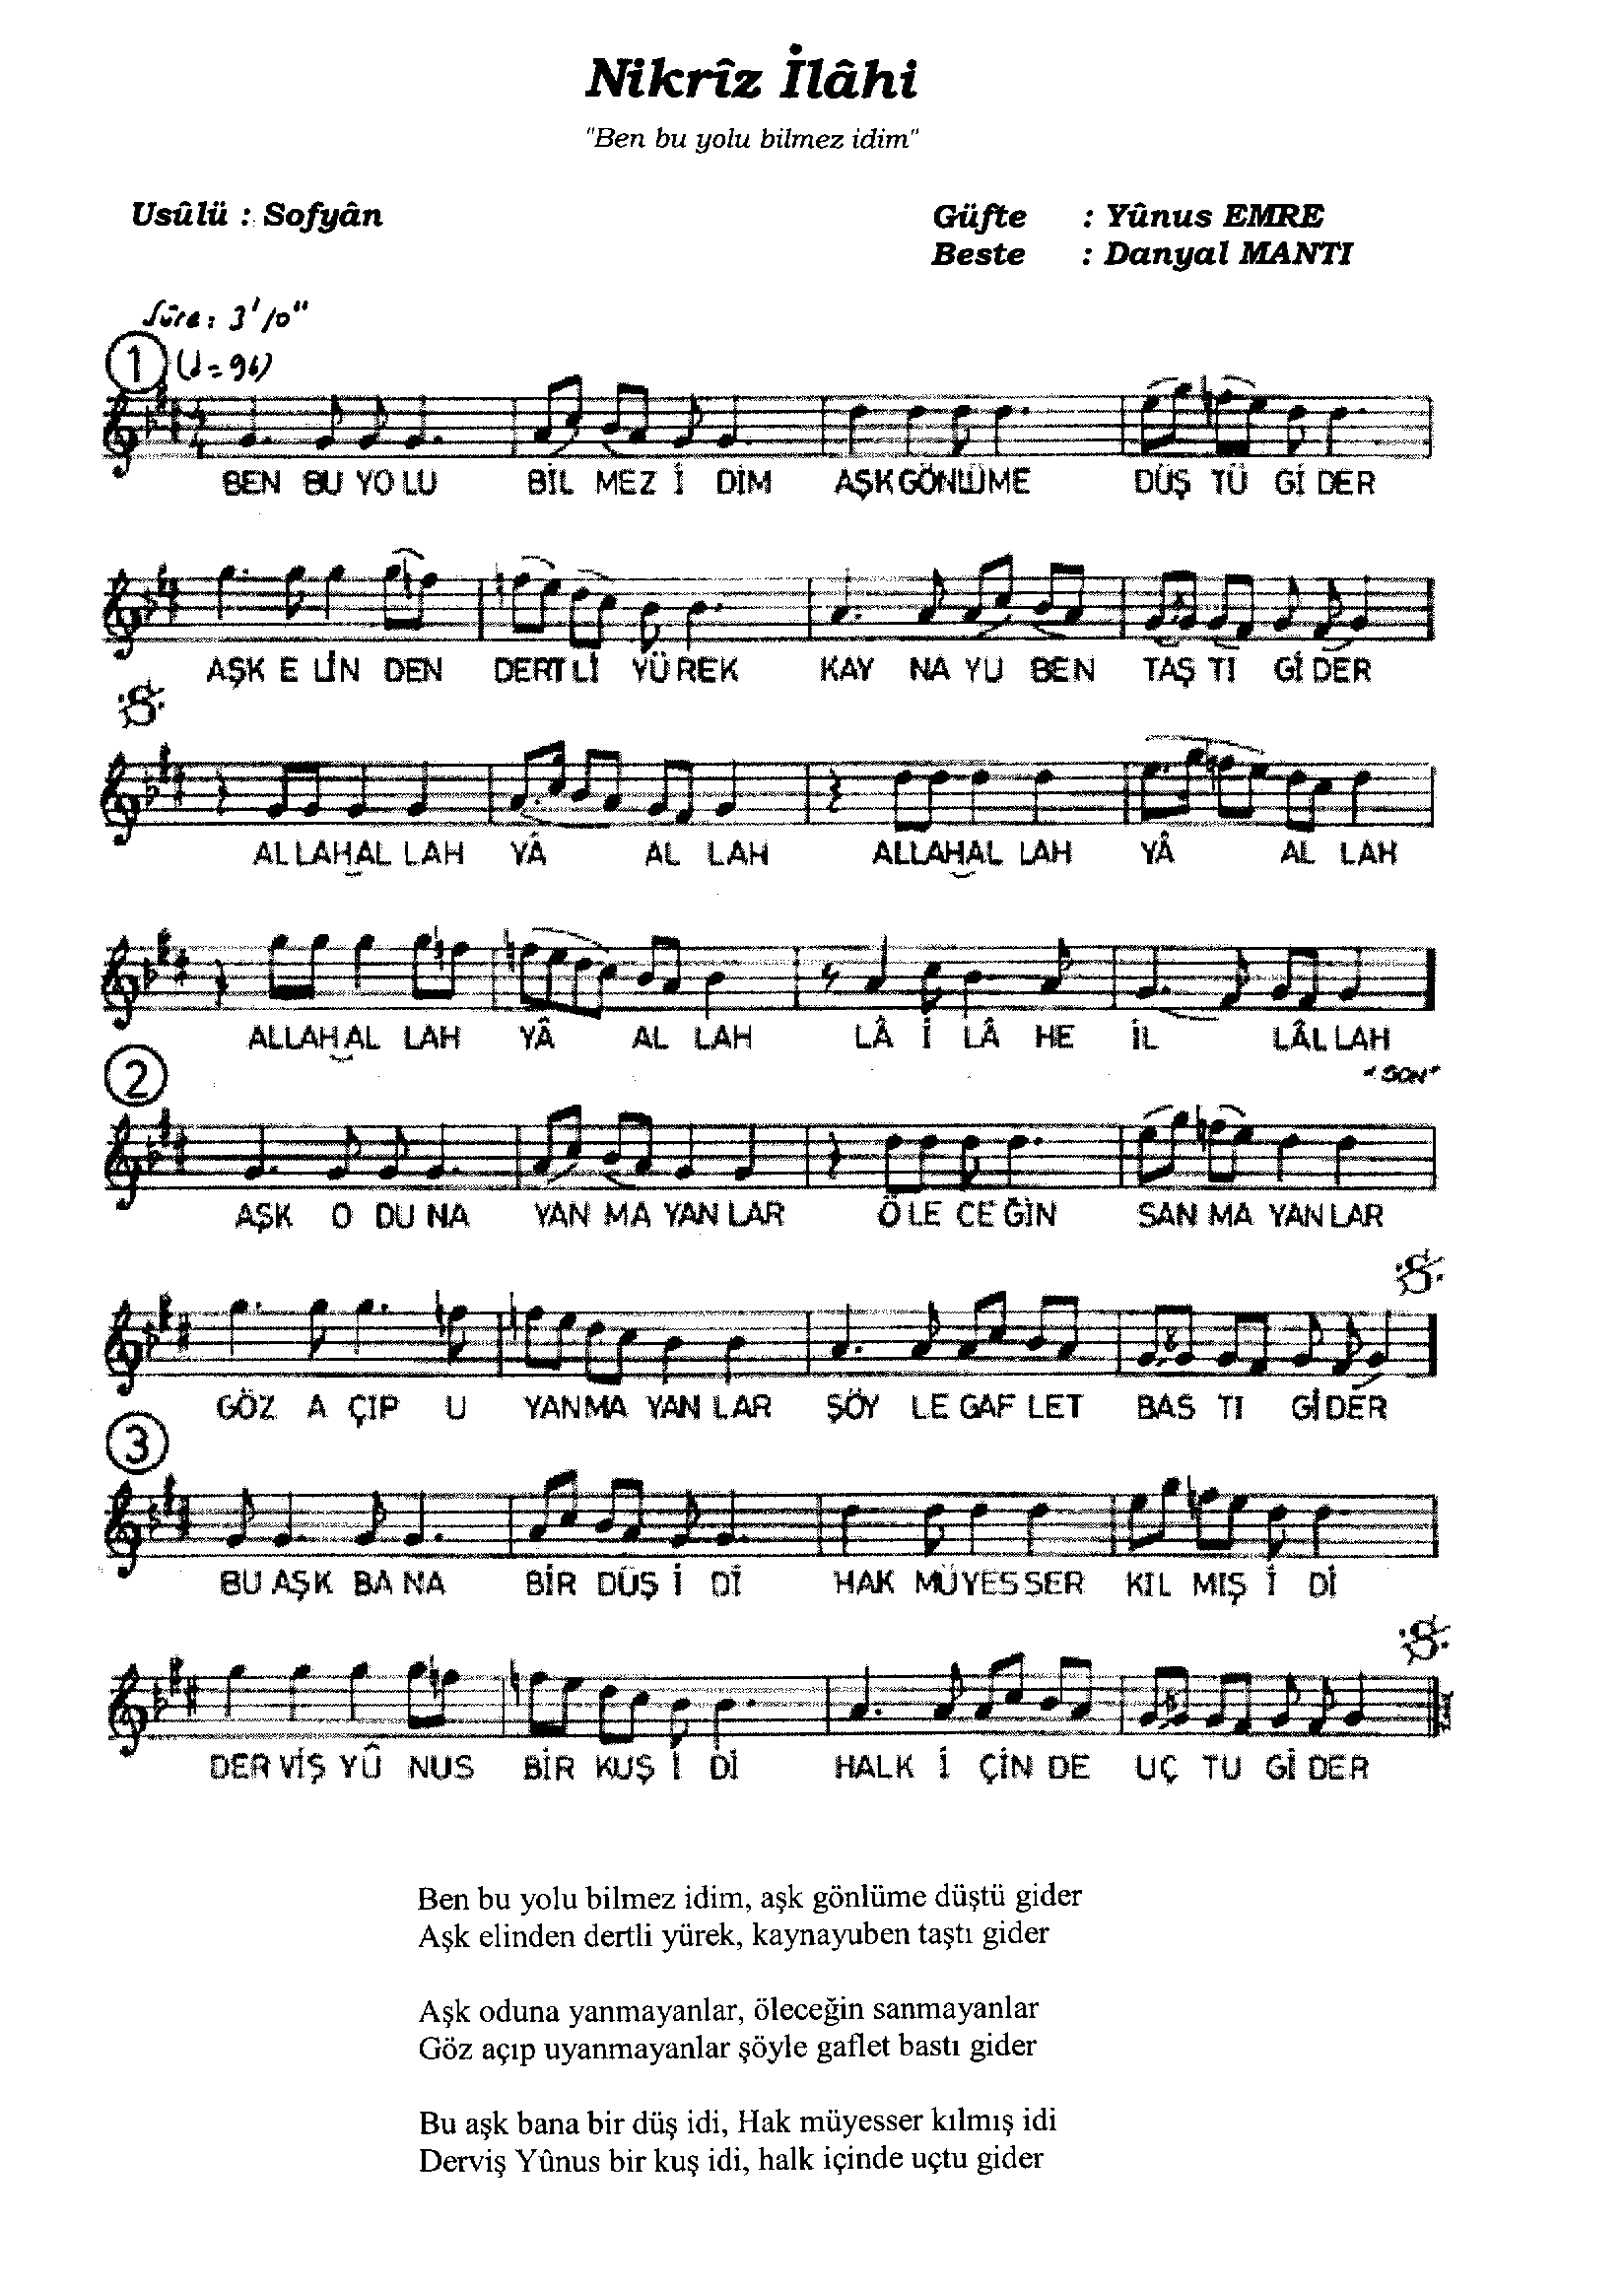 Nikrîz İlâhi
"Ben bu yolu bilmez idim"
Usûlü : Sofyân
Güfte : Yûnus EMRE
Beste : Danyal MANTI
Sûre: 3'10"
1 (♩=96)
BEN BU YO LU BİL MEZ İ DİM AŞK GÖNLÜME DÜŞ TÜ Gİ DER
AŞK E LİN DEN DERT Lİ YÜ REK KAY NA YU BEN TAŞ TI Gİ DER
AL LAH AL LAH YÂ AL LAH ALLAH AL LAH YÂ AL LAH
ALLAH AL LAH YÂ AL LAH LÂ İ LÂ HE İL LÂL LAH
"SON"
2
AŞK O DU NA YAN MA YAN LAR Ö LE CE ĞİN SAN MA YAN LAR
GÖZ A ÇIP U YAN MA YAN LAR ŞÖY LE GAF LET BAS TI Gİ DER
3
BU AŞK BA NA BİR DÜŞ İ Dİ HAK MÜ YES SER KIL MIŞ İ Dİ
DER VİŞ YÛ NUS BİR KUŞ İ Dİ HALK İ ÇİN DE UÇ TU Gİ DER
Ben bu yolu bilmez idim, aşk gönlüme düştü gider
Aşk elinden dertli yürek, kaynayuben taştı gider
Aşk oduna yanmayanlar, öleceğin sanmayanlar
Göz açıp uyanmayanlar şöyle gaflet bastı gider
Bu aşk bana bir düş idi, Hak müyesser kılmış idi
Derviş Yûnus bir kuş idi, halk içinde uçtu gider